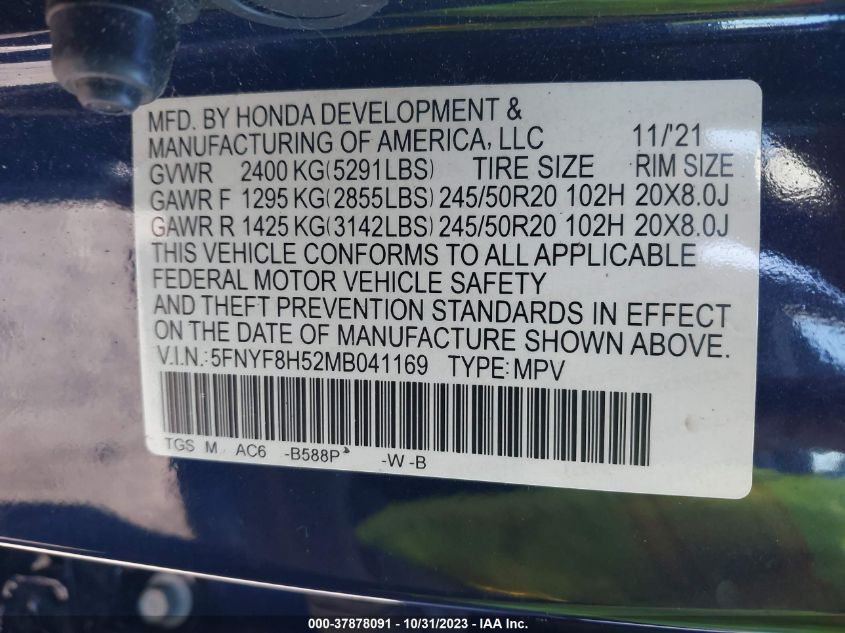 MFD. BY HONDA DEVELOPMENT &
MANUFACTURING OF AMERICA, LLC 11/'21
GVWR 2400 KG(5291LBS) TIRE SIZE RIM SIZE
GAWR F 1295 KG(2855LBS) 245/50R20 102H 20X8.0J
GAWR R 1425 KG(3142LBS) 245/50R20 102H 20X8.0J
THIS VEHICLE CONFORMS TO ALL APPLICABLE
FEDERAL MOTOR VEHICLE SAFETY
AND THEFT PREVENTION STANDARDS IN EFFECT
ON THE DATE OF MANUFACTURE SHOWN ABOVE.
V.I.N.:5FNYF8H52MB041169 TYPE:MPV
TGS M AC6 -B588P -W -B
000-37878091 - 10/31/2023 - IAA Inc.